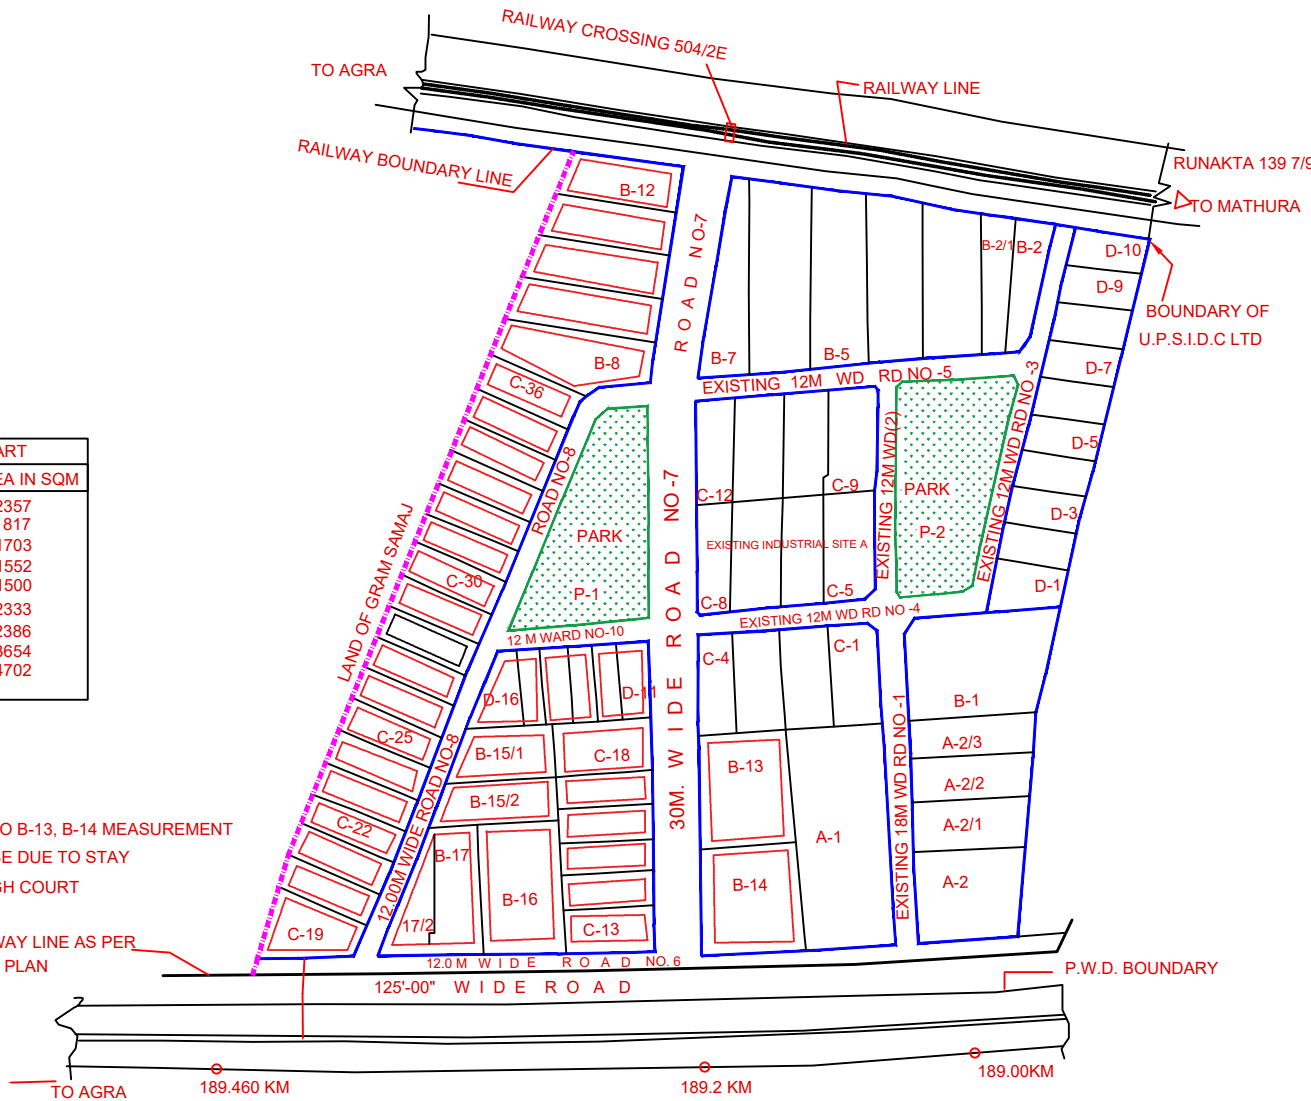 RAILWAY CROSSING 504/2E
TO AGRA
RAILWAY LINE
RAILWAY BOUNDARY LINE
RUNAKTA 139 7/9
TO MATHURA
B-12
ROAD NO-7
B-2/1
B-2
D-10
D-9
BOUNDARY OF
U.P.S.I.D.C LTD
B-8
B-7
B-5
D-7
C-36
EXISTING 12M WD RD NO -5
EXISTING 12M WD RD NO -3
ART
EA IN SQM
2357
817
1703
1552
1500
2333
2386
3654
4702
ROAD NO-8
D-5
C-12
C-9
EXISTING 12M WD(2)
PARK
P-2
D-3
PARK
P-1
30M. WIDE ROAD NO-7
EXISTING INDUSTRIAL SITE A
LAND OF GRAM SAMAJ
C-30
C-8
C-5
D-1
12 M WARD NO-10
EXISTING 12M WD RD NO -4
C-4
C-1
D-16
D-11
B-1
C-25
B-15/1
C-18
A-2/3
B-13
A-2/2
B-15/2
12.00M WIDE ROAD NO-8
EXISTING 18M WD RD NO -1
C-22
A-1
A-2/1
O B-13, B-14 MEASUREMENT
E DUE TO STAY
GH COURT
B-17
B-14
A-2
B-16
17/2
C-13
C-19
WAY LINE AS PER
PLAN
12.0 M WIDE ROAD NO. 6
125'-00" WIDE ROAD
P.W.D. BOUNDARY
TO AGRA
189.460 KM
189.2 KM
189.00KM